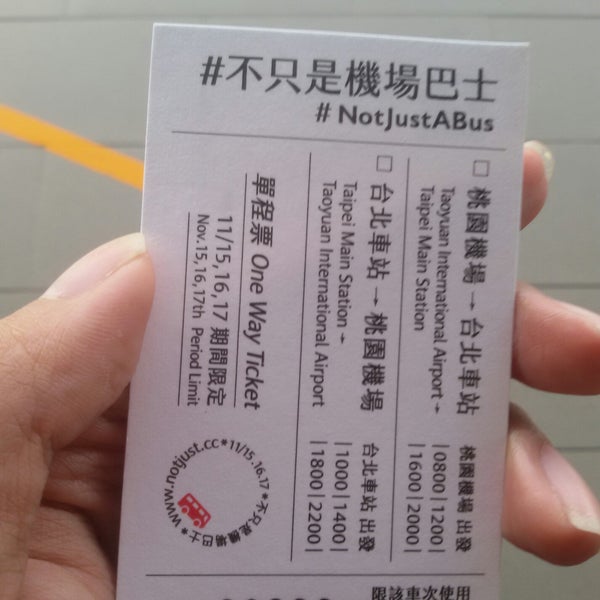 #不只是機場巴士
# NotJustABus
□ 桃園機場 → 台北車站
Taoyuan International Airport →
Taipei Main Station
桃園機場 出發
|0800|1200|
|1600|2000|
□ 台北車站 → 桃園機場
Taipei Main Station →
Taoyuan International Airport
台北車站 出發
|1000|1400|
|1800|2200|
單程票 One Way Ticket
11/15,16,17 期間限定
Nov.15,16,17th Period Limit
www.notjust.cc*11/15,16,17*不只是機場巴士*
限該車次使用